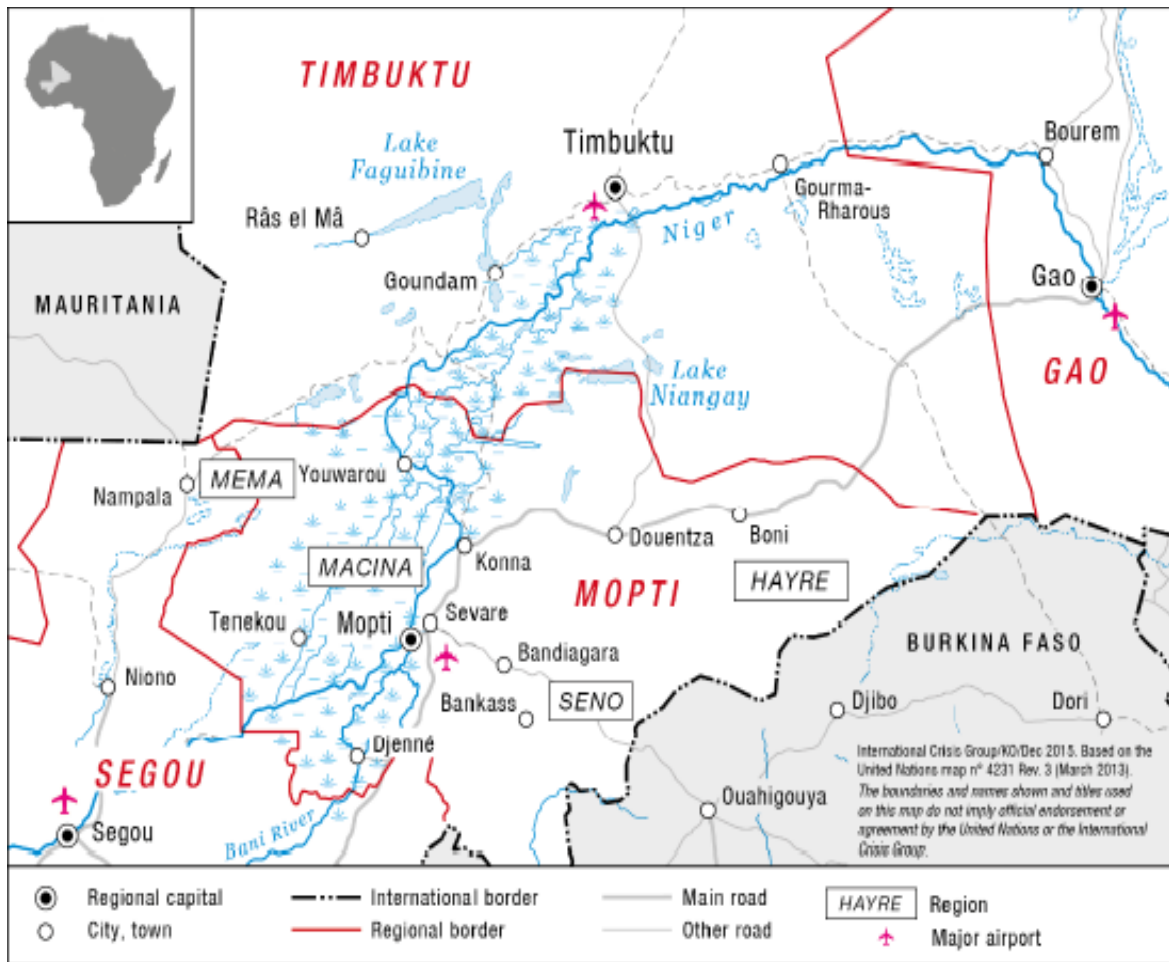 TIMBUKTU
Lake
Faguibine
Timbuktu
Bourem
Râs el Mâ
Gourma-
Rharous
Niger
Goundam
Gao
MAURITANIA
Lake
Niangay
GAO
MEMA
Youwarou
Nampala
Konna
Douentza
Boni
MACINA
HAYRE
MOPTI
Tenekou
Mopti
Sevare
BURKINA FASO
Bandiagara
Niono
Bankass
SENO
Djibo
Dori
Djenné
SEGOU
International Crisis Group/KO/Dec 2015. Based on the
United Nations map n° 4231 Rev. 3 (March 2013).
The boundaries and names shown and titles used
on this map do not imply official endorsement or
agreement by the United Nations or the International
Crisis Group.
Ouahigouya
Segou
Bani River
Regional capital
International border
Main road
HAYRE Region
City, town
Regional border
Other road
Major airport